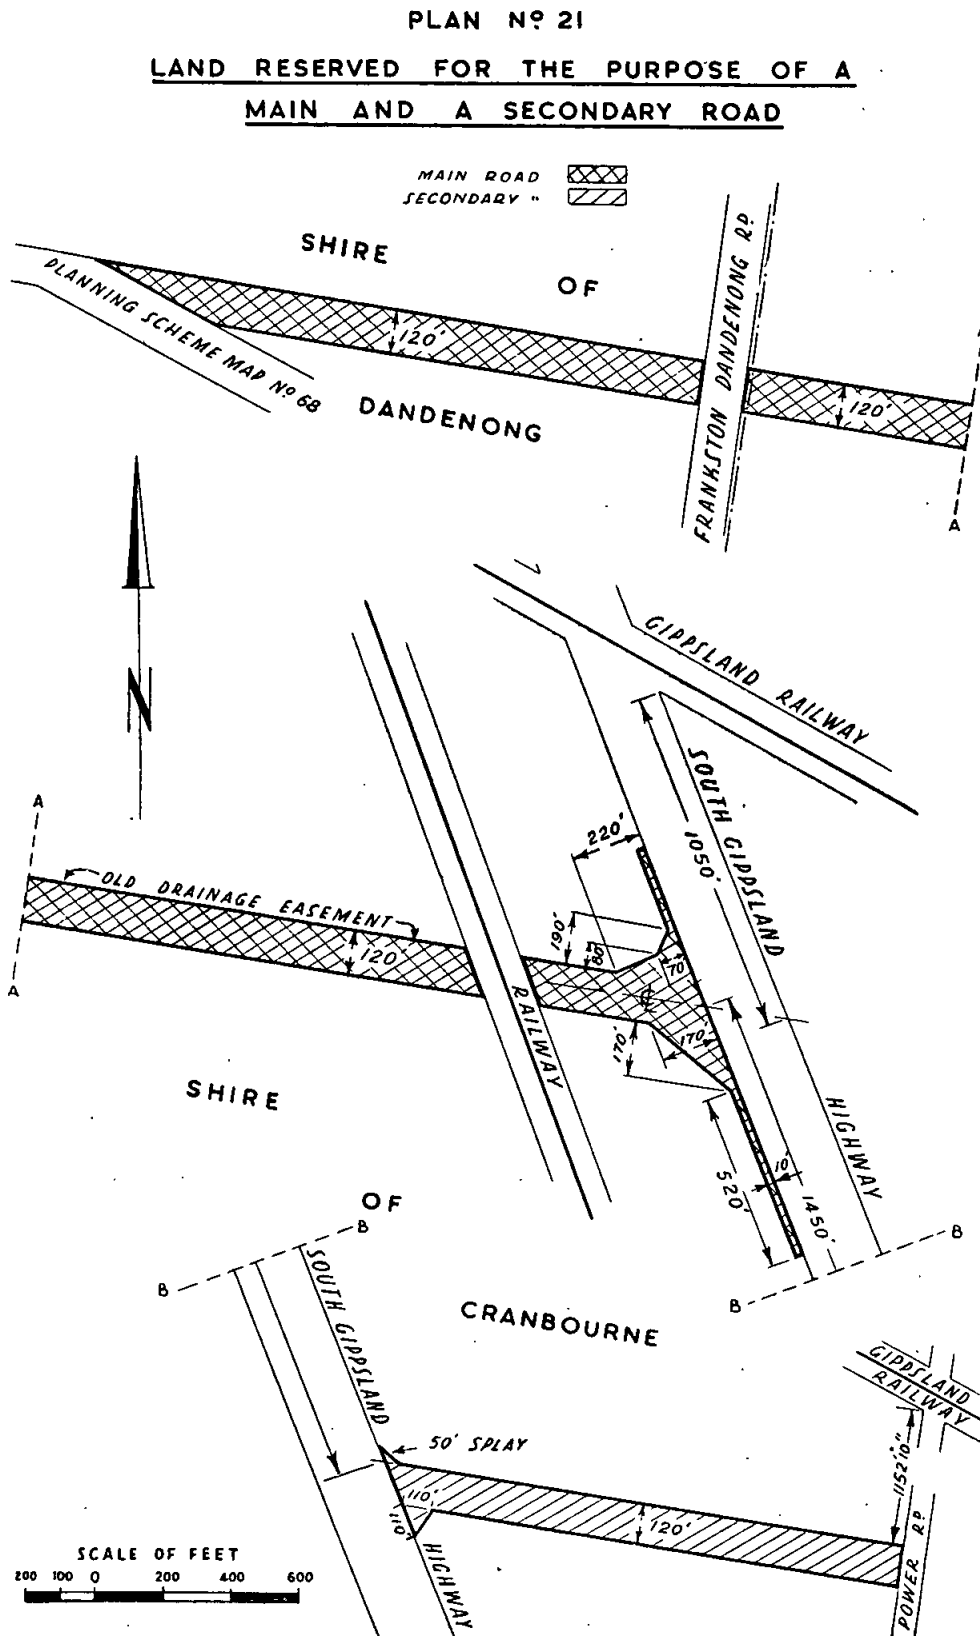 PLAN Nº 21
LAND RESERVED FOR THE PURPOSE OF A
MAIN AND A SECONDARY ROAD
MAIN ROAD
SECONDARY "
SHIRE
OF
DANDENONG
PLANNING SCHEME MAP Nº 68
120'
FRANKSTON DANDENONG RD
120'
A
N
GIPPSLAND RAILWAY
SOUTH GIPPSLAND
HIGHWAY
1050'
220'
A
OLD DRAINAGE EASEMENT
120'
A
190'
80'
70'
RAILWAY
170'
170'
520'
10'
1450'
SHIRE
OF
CRANBOURNE
B
B
B
B
SOUTH GIPPSLAND
HIGHWAY
50' SPLAY
110'
110'
120'
GIPPSLAND
RAILWAY
1152'10"
POWER RD
SCALE OF FEET
200 100 0 200 400 600